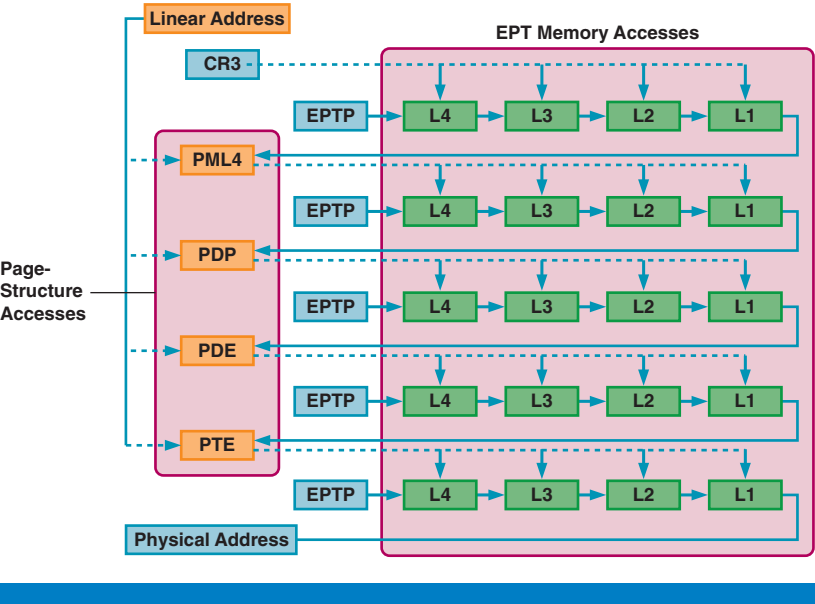 Linear Address
EPT Memory Accesses
CR3
EPTP L4 L3 L2 L1
PML4
EPTP L4 L3 L2 L1
PDP
Page-
Structure
Accesses
EPTP L4 L3 L2 L1
PDE
EPTP L4 L3 L2 L1
PTE
EPTP L4 L3 L2 L1
Physical Address